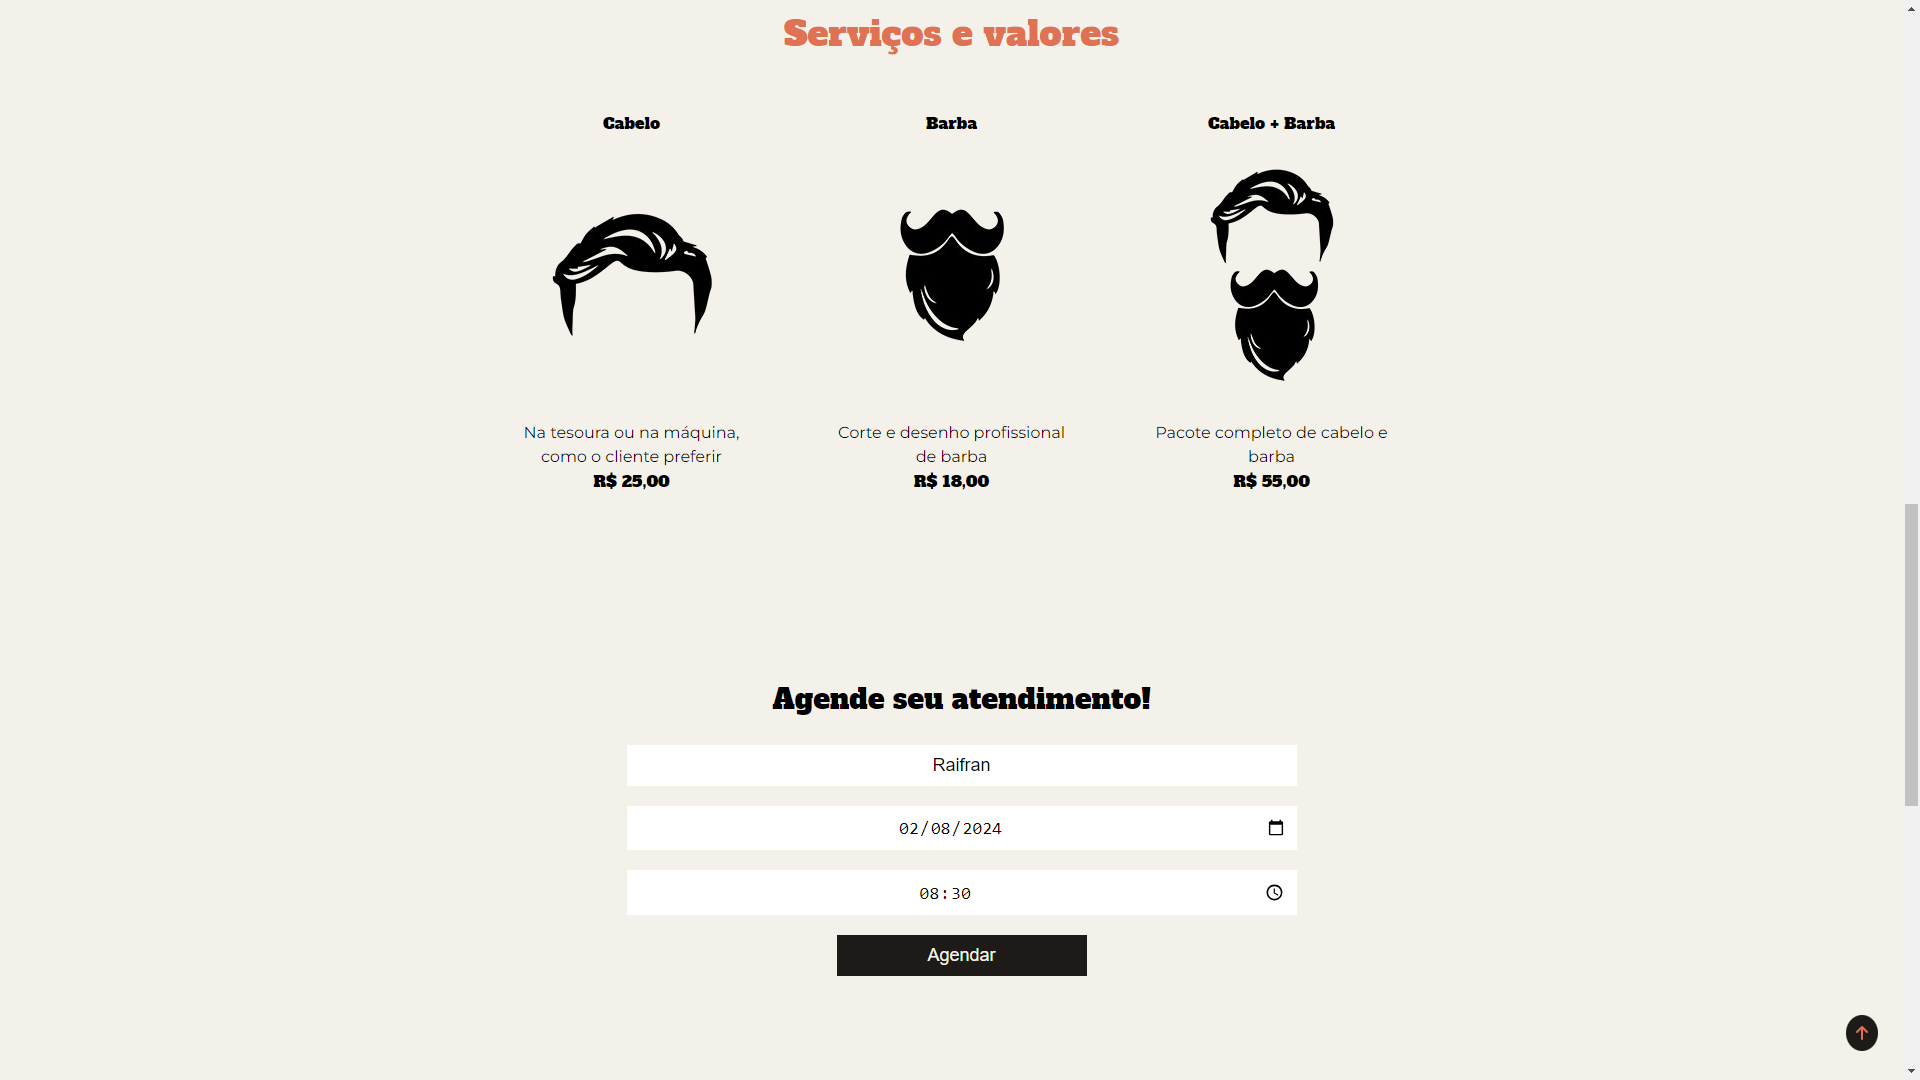 Serviços e valores
Cabelo
Na tesoura ou na máquina,
como o cliente preferir
R$ 25,00
Barba
Corte e desenho profissional
de barba
R$ 18,00
Cabelo + Barba
Pacote completo de cabelo e
barba
R$ 55,00
Agende seu atendimento!
Raifran
02/08/2024
08:30
Agendar